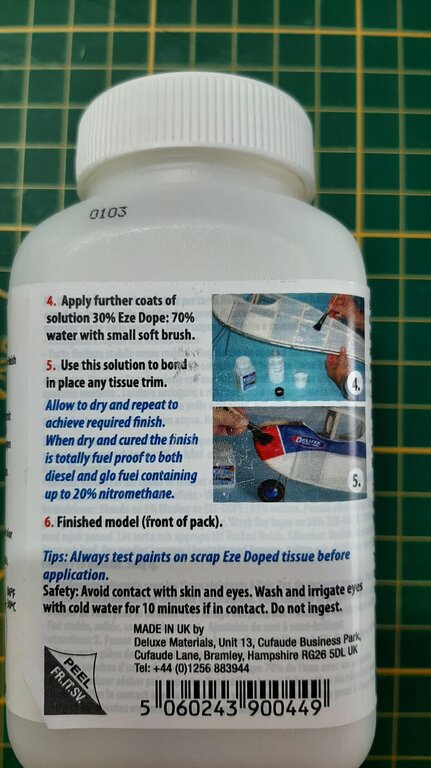 0103
4. Apply further coats of
solution 30% Eze Dope: 70%
water with small soft brush.
4.
5. Use this solution to bond
in place any tissue trim.
Allow to dry and repeat to
achieve required finish.
When dry and cured the finish
is totally fuel proof to both
diesel and glo fuel containing
up to 20% nitromethane.
DELUXE
5.
6. Finished model (front of pack).
Tips: Always test paints on scrap Eze Doped tissue before
application.
Safety: Avoid contact with skin and eyes. Wash and irrigate eyes
with cold water for 10 minutes if in contact. Do not ingest.
MADE IN UK by
Deluxe Materials, Unit 13, Cufaude Business Park,
Cufaude Lane, Bramley, Hampshire RG26 5DL UK
Tel: +44 (0)1256 883944
PEEL
FR.IT.SV.
5 060243 900449